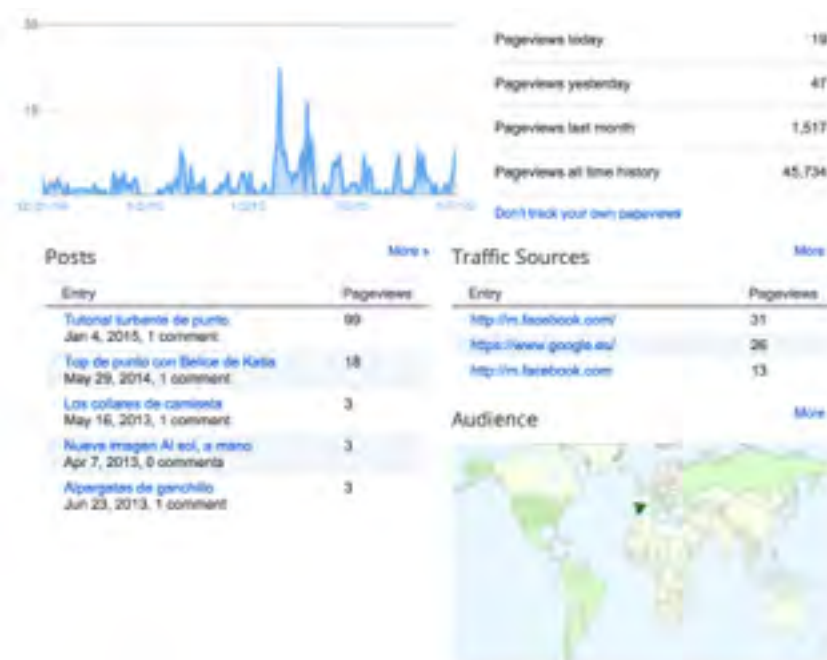 Pageviews today 19
Pageviews yesterday 47
Pageviews last month 1,517
Pageviews all time history 45,734
Don't track your own pageviews
Posts
More »
Entry Pageviews
Tutorial turbante de punto 99
Jan 4, 2015, 1 comment
Top de punto con Belice de Katia 18
May 29, 2014, 1 comment
Los collares de camiseta 3
May 16, 2013, 1 comment
Nueva imagen Al sol, a mano 3
Apr 7, 2013, 0 comments
Alpargatas de ganchillo 3
Jun 23, 2013, 1 comment
Traffic Sources
More
Entry Pageviews
http://m.facebook.com/ 31
https://www.google.es/ 26
http://m.facebook.com 13
Audience
More